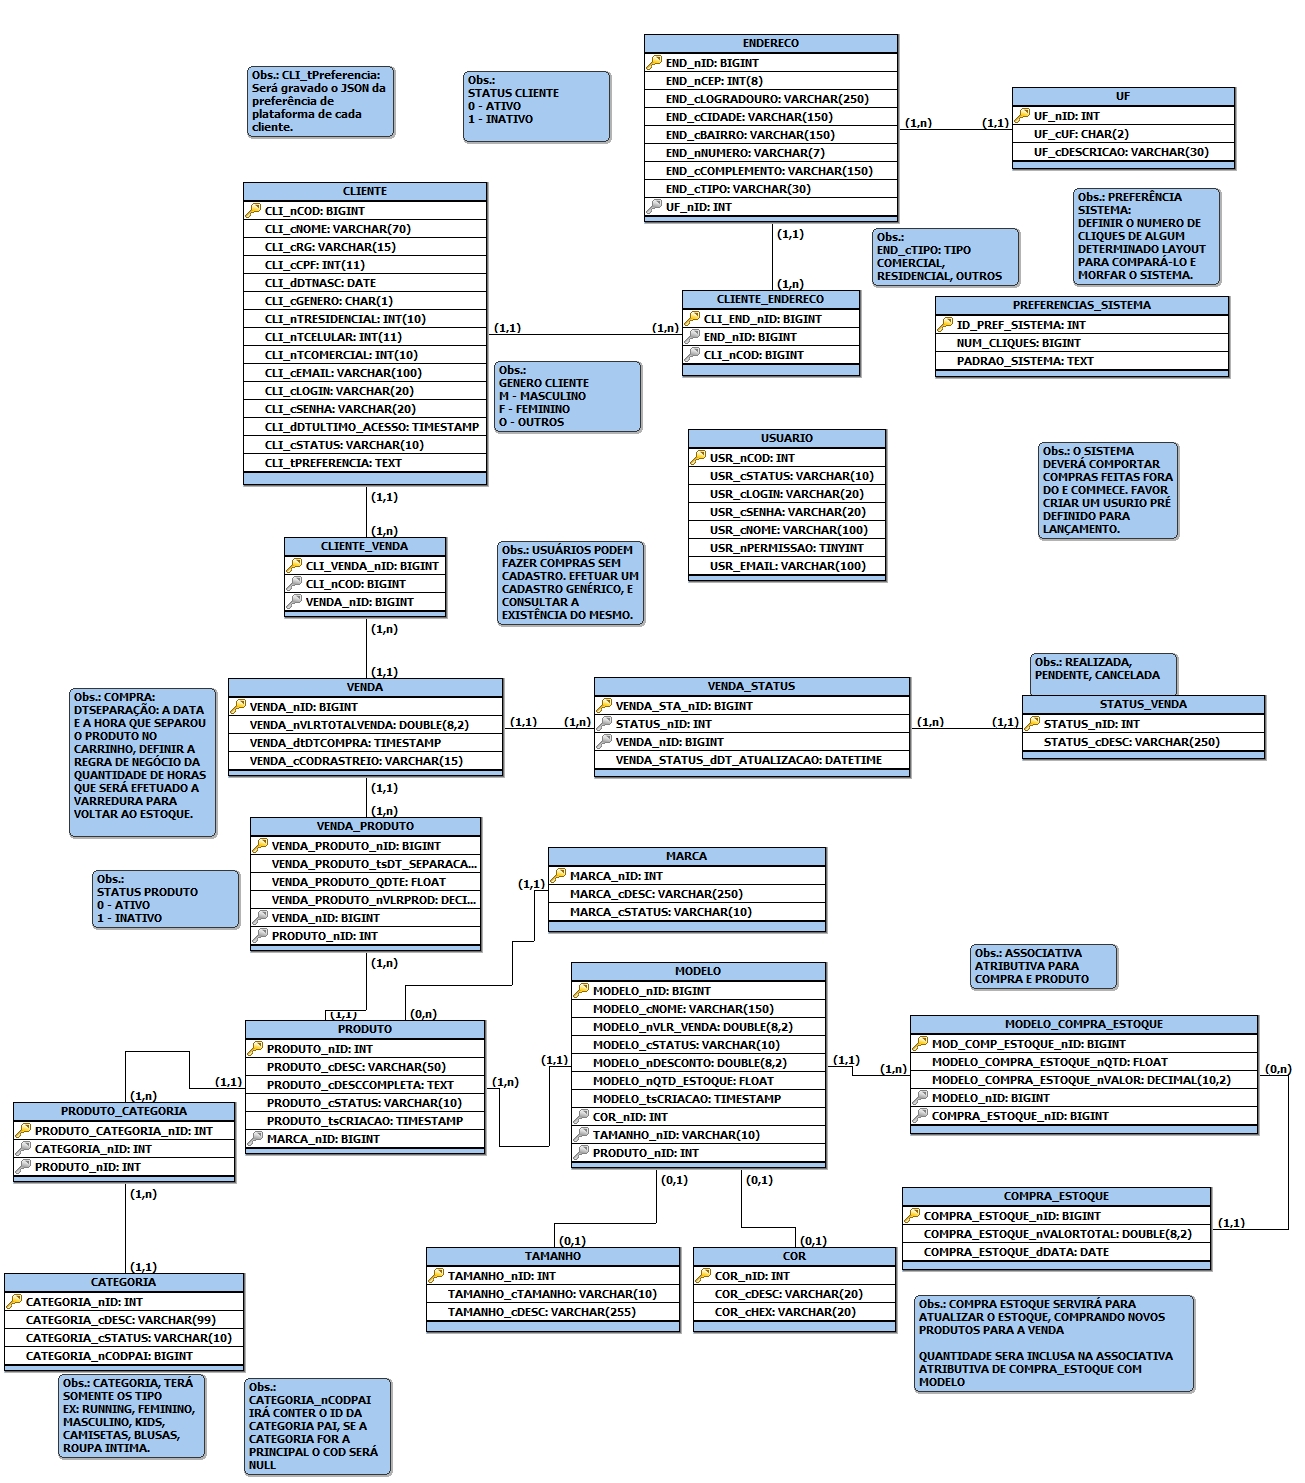 Obs.: CLI_tPreferencia:
Será gravado o JSON da
preferência de
plataforma de cada
cliente.
Obs.:
STATUS CLIENTE
0 - ATIVO
1 - INATIVO
ENDERECO
END_nID: BIGINT
END_nCEP: INT(8)
END_cLOGRADOURO: VARCHAR(250)
END_cCIDADE: VARCHAR(150)
END_cBAIRRO: VARCHAR(150)
END_nNUMERO: VARCHAR(7)
END_cCOMPLEMENTO: VARCHAR(150)
END_cTIPO: VARCHAR(30)
UF_nID: INT
(1,n)
(1,1)
UF
UF_nID: INT
UF_cUF: CHAR(2)
UF_cDESCRICAO: VARCHAR(30)
Obs.: PREFERÊNCIA
SISTEMA:
DEFINIR O NUMERO DE
CLIQUES DE ALGUM
DETERMINADO LAYOUT
PARA COMPARÁ-LO E
MORFAR O SISTEMA.
(1,1)
Obs.:
END_cTIPO: TIPO
COMERCIAL,
RESIDENCIAL, OUTROS
(1,n)
CLIENTE
CLI_nCOD: BIGINT
CLI_cNOME: VARCHAR(70)
CLI_cRG: VARCHAR(15)
CLI_cCPF: INT(11)
CLI_dDTNASC: DATE
CLI_cGENERO: CHAR(1)
CLI_nTRESIDENCIAL: INT(10)
CLI_nTCELULAR: INT(11)
CLI_nTCOMERCIAL: INT(10)
CLI_cEMAIL: VARCHAR(100)
CLI_cLOGIN: VARCHAR(20)
CLI_cSENHA: VARCHAR(20)
CLI_dDTULTIMO_ACESSO: TIMESTAMP
CLI_cSTATUS: VARCHAR(10)
CLI_tPREFERENCIA: TEXT
(1,1)
(1,n)
CLIENTE_ENDERECO
CLI_END_nID: BIGINT
END_nID: BIGINT
CLI_nCOD: BIGINT
PREFERENCIAS_SISTEMA
ID_PREF_SISTEMA: INT
NUM_CLIQUES: BIGINT
PADRAO_SISTEMA: TEXT
Obs.:
GENERO CLIENTE
M - MASCULINO
F - FEMININO
O - OUTROS
USUARIO
USR_nCOD: INT
USR_cSTATUS: VARCHAR(10)
USR_cLOGIN: VARCHAR(20)
USR_cSENHA: VARCHAR(20)
USR_cNOME: VARCHAR(100)
USR_nPERMISSAO: TINYINT
USR_EMAIL: VARCHAR(100)
Obs.: O SISTEMA
DEVERÁ COMPORTAR
COMPRAS FEITAS FORA
DO E COMMECE. FAVOR
CRIAR UM USURIO PRÉ
DEFINIDO PARA
LANÇAMENTO.
(1,1)
(1,n)
CLIENTE_VENDA
CLI_VENDA_nID: BIGINT
CLI_nCOD: BIGINT
VENDA_nID: BIGINT
Obs.: USUÁRIOS PODEM
FAZER COMPRAS SEM
CADASTRO. EFETUAR UM
CADASTRO GENÉRICO, E
CONSULTAR A
EXISTÊNCIA DO MESMO.
(1,n)
(1,1)
Obs.: COMPRA:
DTSEPARAÇÃO: A DATA
E A HORA QUE SEPAROU
O PRODUTO NO
CARRINHO, DEFINIR A
REGRA DE NEGÓCIO DA
QUANTIDADE DE HORAS
QUE SERÁ EFETUADO A
VARREDURA PARA
VOLTAR AO ESTOQUE.
VENDA
VENDA_nID: BIGINT
VENDA_nVLRTOTALVENDA: DOUBLE(8,2)
VENDA_dtDTCOMPRA: TIMESTAMP
VENDA_cCODRASTREIO: VARCHAR(15)
(1,1)
(1,n)
VENDA_STATUS
VENDA_STA_nID: BIGINT
STATUS_nID: INT
VENDA_nID: BIGINT
VENDA_STATUS_dDT_ATUALIZACAO: DATETIME
(1,n)
(1,1)
Obs.: REALIZADA,
PENDENTE, CANCELADA
STATUS_VENDA
STATUS_nID: INT
STATUS_cDESC: VARCHAR(250)
(1,1)
(1,n)
VENDA_PRODUTO
VENDA_PRODUTO_nID: BIGINT
VENDA_PRODUTO_tsDT_SEPARACA...
VENDA_PRODUTO_QDTE: FLOAT
VENDA_PRODUTO_nVLRPROD: DECI...
VENDA_nID: BIGINT
PRODUTO_nID: INT
Obs.:
STATUS PRODUTO
0 - ATIVO
1 - INATIVO
MARCA
MARCA_nID: INT
MARCA_cDESC: VARCHAR(250)
MARCA_cSTATUS: VARCHAR(10)
(1,1)
(1,n)
(1,1)
(0,n)
PRODUTO
PRODUTO_nID: INT
PRODUTO_cDESC: VARCHAR(50)
PRODUTO_cDESCCOMPLETA: TEXT
PRODUTO_cSTATUS: VARCHAR(10)
PRODUTO_tsCRIACAO: TIMESTAMP
MARCA_nID: BIGINT
(1,n)
(1,1)
MODELO
MODELO_nID: BIGINT
MODELO_cNOME: VARCHAR(150)
MODELO_nVLR_VENDA: DOUBLE(8,2)
MODELO_cSTATUS: VARCHAR(10)
MODELO_nDESCONTO: DOUBLE(8,2)
MODELO_nQTD_ESTOQUE: FLOAT
MODELO_tsCRIACAO: TIMESTAMP
COR_nID: INT
TAMANHO_nID: VARCHAR(10)
PRODUTO_nID: INT
(1,1)
(1,n)
Obs.: ASSOCIATIVA
ATRIBUTIVA PARA
COMPRA E PRODUTO
MODELO_COMPRA_ESTOQUE
MOD_COMP_ESTOQUE_nID: BIGINT
MODELO_COMPRA_ESTOQUE_nQTD: FLOAT
MODELO_COMPRA_ESTOQUE_nVALOR: DECIMAL(10,2)
MODELO_nID: BIGINT
COMPRA_ESTOQUE_nID: BIGINT
(0,n)
(1,1)
(1,1)
(1,n)
PRODUTO_CATEGORIA
PRODUTO_CATEGORIA_nID: INT
CATEGORIA_nID: INT
PRODUTO_nID: INT
(1,n)
(1,1)
(0,1)
(0,1)
(0,1)
(0,1)
COMPRA_ESTOQUE
COMPRA_ESTOQUE_nID: BIGINT
COMPRA_ESTOQUE_nVALORTOTAL: DOUBLE(8,2)
COMPRA_ESTOQUE_dDATA: DATE
TAMANHO
TAMANHO_nID: INT
TAMANHO_cTAMANHO: VARCHAR(10)
TAMANHO_cDESC: VARCHAR(255)
COR
COR_nID: INT
COR_cDESC: VARCHAR(20)
COR_cHEX: VARCHAR(20)
CATEGORIA
CATEGORIA_nID: INT
CATEGORIA_cDESC: VARCHAR(99)
CATEGORIA_cSTATUS: VARCHAR(10)
CATEGORIA_nCODPAI: BIGINT
Obs.: COMPRA ESTOQUE SERVIRÁ PARA
ATUALIZAR O ESTOQUE, COMPRANDO NOVOS
PRODUTOS PARA A VENDA
QUANTIDADE SERA INCLUSA NA ASSOCIATIVA
ATRIBUTIVA DE COMPRA_ESTOQUE COM
MODELO
Obs.: CATEGORIA, TERÁ
SOMENTE OS TIPO
EX: RUNNING, FEMININO,
MASCULINO, KIDS,
CAMISETAS, BLUSAS,
ROUPA INTIMA.
Obs.:
CATEGORIA_nCODPAI
IRÁ CONTER O ID DA
CATEGORIA PAI, SE A
CATEGORIA FOR A
PRINCIPAL O COD SERÁ
NULL